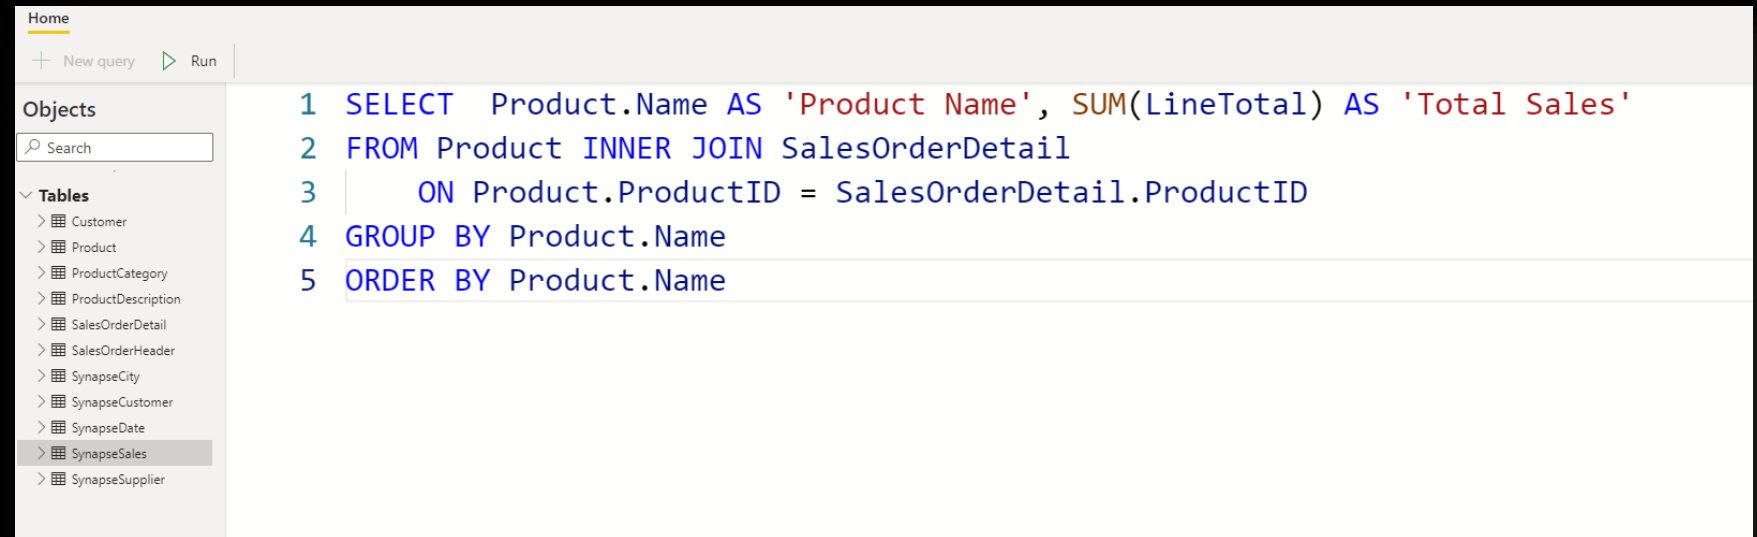 Home
New query Run
Objects
Search
Tables
Customer
Product
ProductCategory
ProductDescription
SalesOrderDetail
SalesOrderHeader
SynapseCity
SynapseCustomer
SynapseDate
SynapseSales
SynapseSupplier
1 SELECT  Product.Name AS 'Product Name', SUM(LineTotal) AS 'Total Sales'
2 FROM Product INNER JOIN SalesOrderDetail
3     ON Product.ProductID = SalesOrderDetail.ProductID
4 GROUP BY Product.Name
5 ORDER BY Product.Name